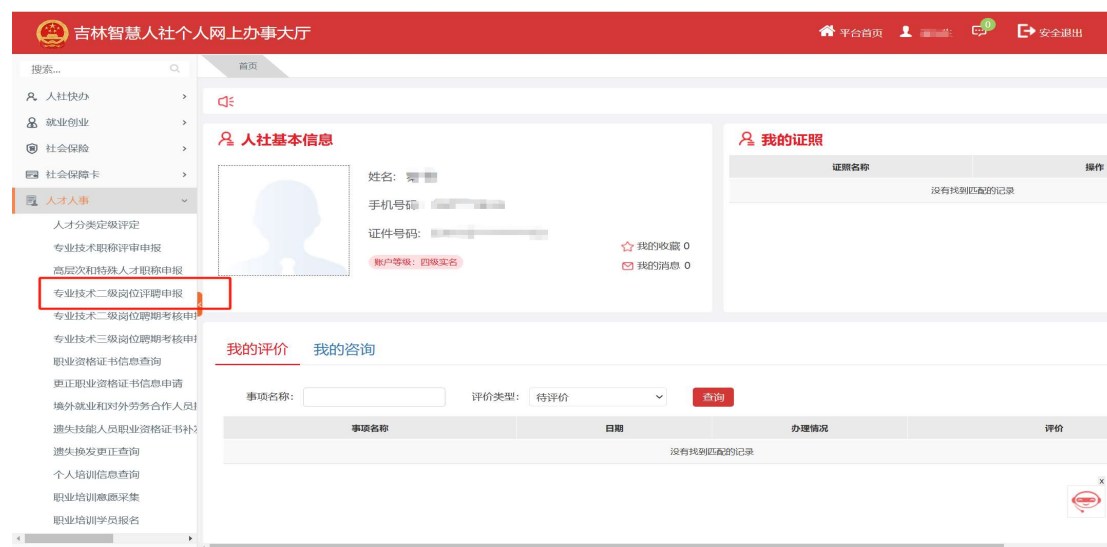 吉林智慧人社个人网上办事大厅
平台首页
0
安全退出
搜索...
首页
人社快办
就业创业
社会保险
社会保障卡
人才人事
人才分类定级评定
专业技术职称评审申报
高层次和特殊人才职称申报
专业技术二级岗位评聘申报
专业技术二级岗位聘期考核申
专业技术三级岗位聘期考核申
职业资格证书信息查询
更正职业资格证书信息申请
境外就业和对外劳务合作人员
遗失技能人员职业资格证书补
遗失换发更正查询
个人培训信息查询
职业培训意愿采集
职业培训学员报名
人社基本信息
姓名：
手机号码：
证件号码：
账户等级：四级实名
我的收藏 0
我的消息 0
我的证照
证照名称 操作
没有找到匹配的记录
我的评价 我的咨询
事项名称： 评价类型： 待评价 查询
事项名称 日期 办理情况 评价
没有找到匹配的记录
x